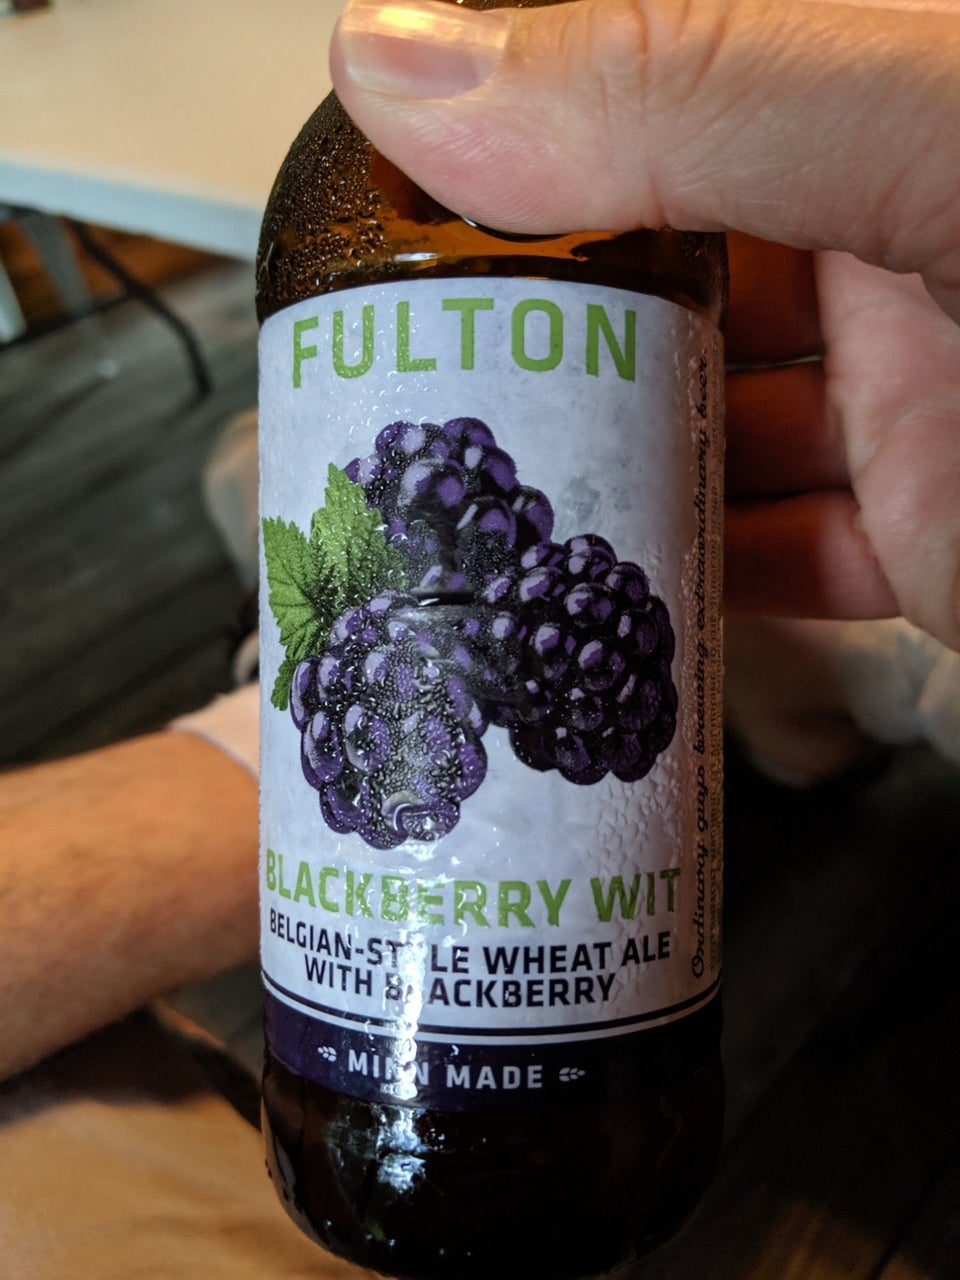 FULTON
BLACKBERRY WIT
BELGIAN-STYLE WHEAT ALE
WITH BLACKBERRY
MINN MADE
Ordinary guys brewing extraordinary beer.